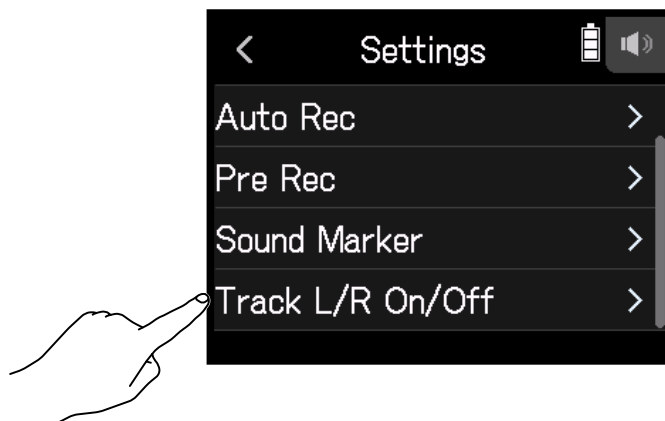 Settings
Auto Rec
Pre Rec
Sound Marker
Track L/R On/Off